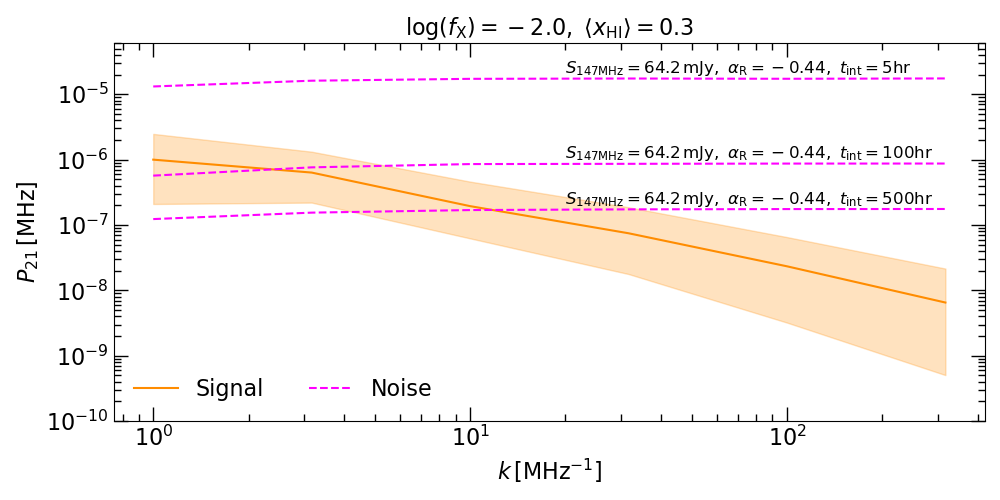 log(f_X) = −2.0, ⟨x_HI⟩ = 0.3
S_147MHz = 64.2 mJy, α_R = −0.44, t_int = 5hr
S_147MHz = 64.2 mJy, α_R = −0.44, t_int = 100hr
S_147MHz = 64.2 mJy, α_R = −0.44, t_int = 500hr
P_21 [MHz]
10^−5
10^−6
10^−7
10^−8
10^−9
10^−10
Signal
Noise
10^0
10^1
10^2
k [MHz^−1]